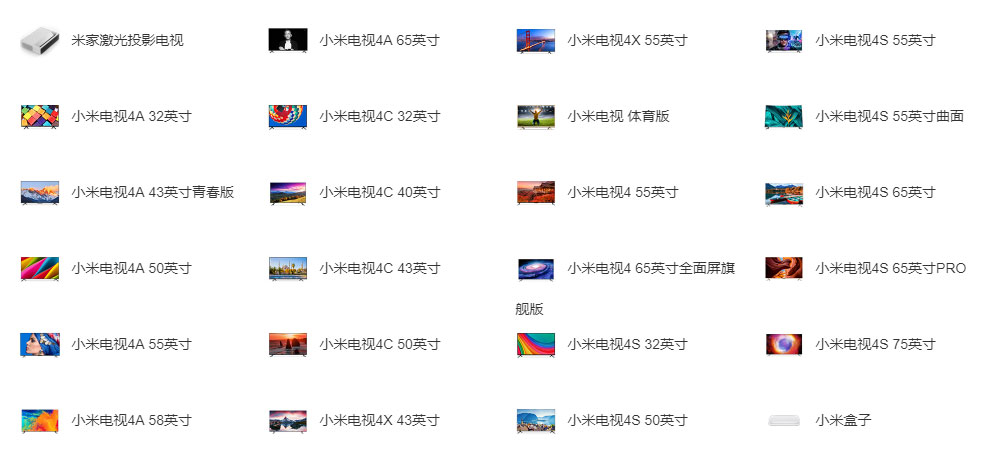 米家激光投影电视
小米电视4A 65英寸
小米电视4X 55英寸
小米电视4S 55英寸
小米电视4A 32英寸
小米电视4C 32英寸
小米电视 体育版
小米电视4S 55英寸曲面
小米电视4A 43英寸青春版
小米电视4C 40英寸
小米电视4 55英寸
小米电视4S 65英寸
小米电视4A 50英寸
小米电视4C 43英寸
小米电视4 65英寸全面屏旗
舰版
小米电视4S 65英寸PRO
小米电视4A 55英寸
小米电视4C 50英寸
小米电视4S 32英寸
小米电视4S 75英寸
小米电视4A 58英寸
小米电视4X 43英寸
小米电视4S 50英寸
小米盒子